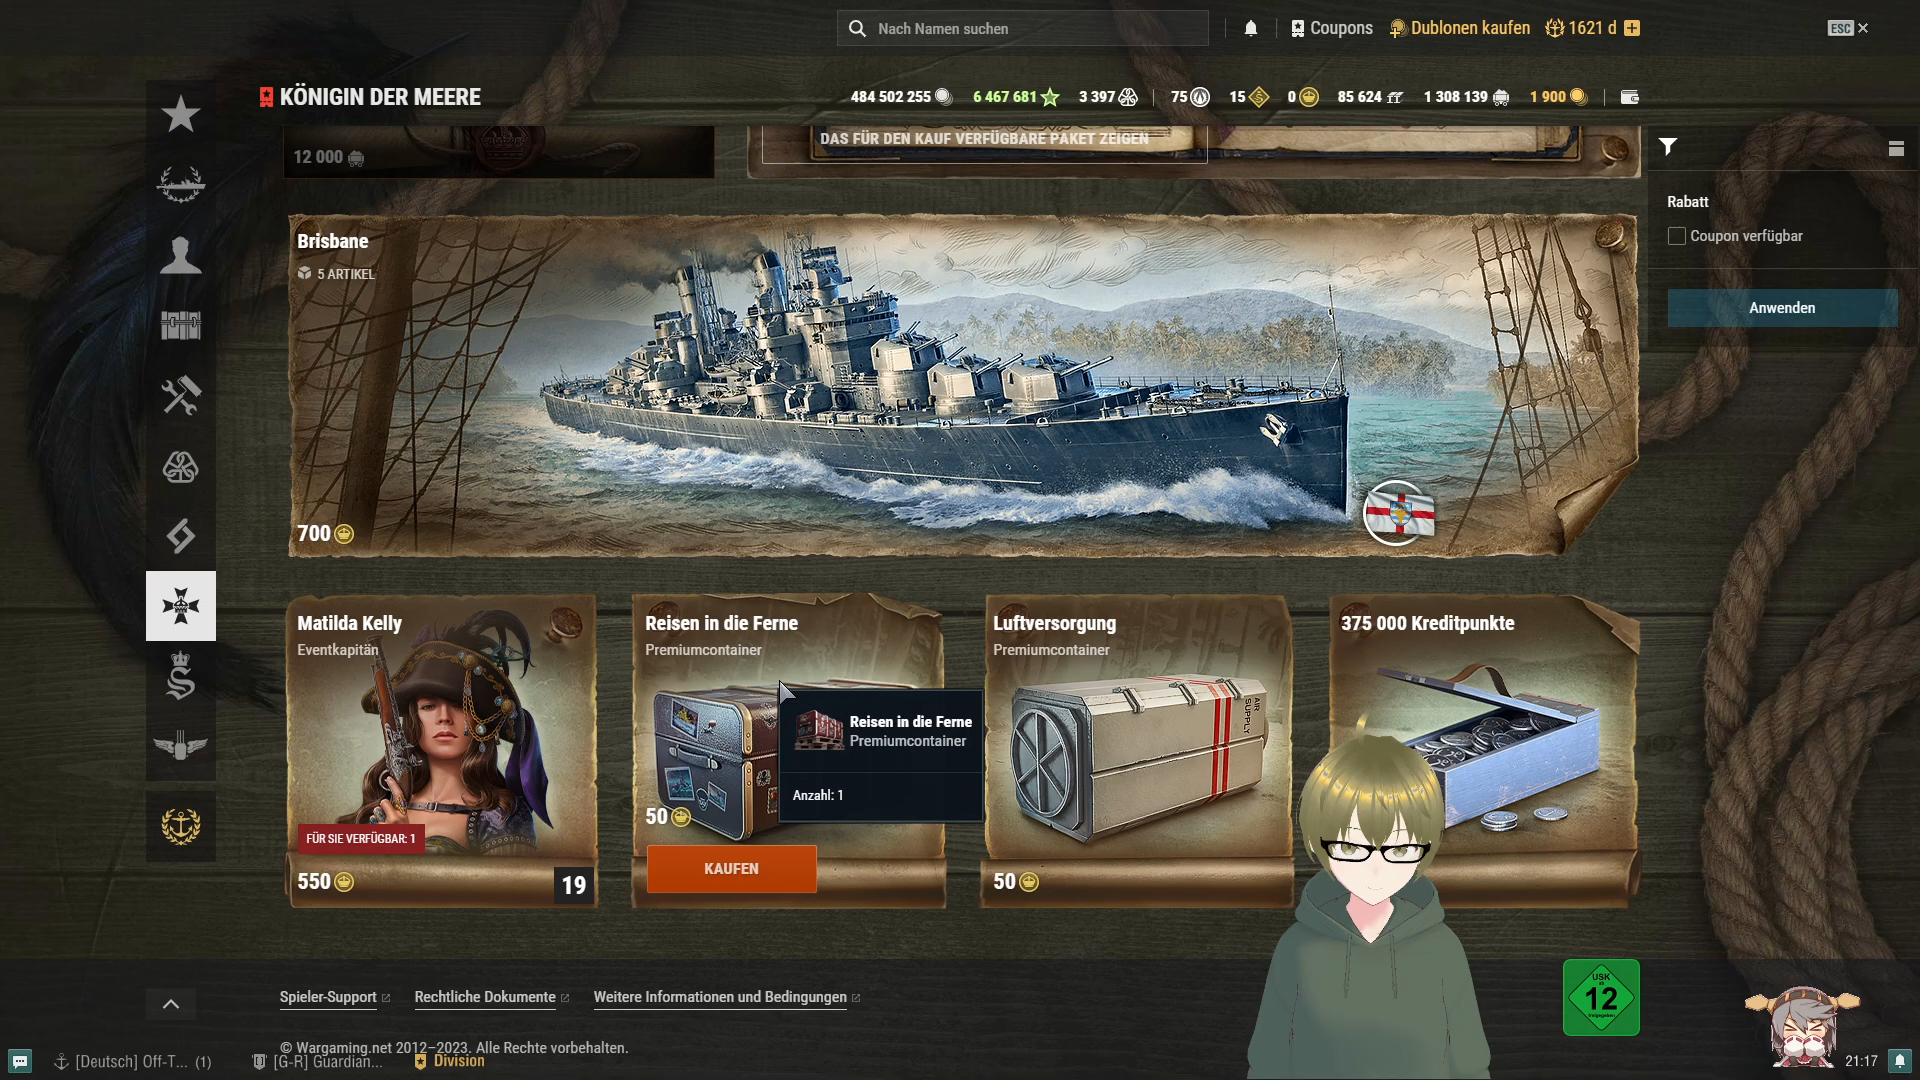 Nach Namen suchen
Coupons
Dublonen kaufen
1621 d
ESC
KÖNIGIN DER MEERE
484 502 255
6 467 681
3 397
75
15
0
85 624
1 308 139
1 900
12 000
DAS FÜR DEN KAUF VERFÜGBARE PAKET ZEIGEN
Rabatt
Coupon verfügbar
Anwenden
Brisbane
5 ARTIKEL
700
Matilda Kelly
Eventkapitän
FÜR SIE VERFÜGBAR: 1
550
19
Reisen in die Ferne
Premiumcontainer
50
KAUFEN
Reisen in die Ferne
Premiumcontainer
Anzahl: 1
Luftversorgung
Premiumcontainer
AIR SUPPLY
50
375 000 Kreditpunkte
Spieler-Support
Rechtliche Dokumente
Weitere Informationen und Bedingungen
© Wargaming.net 2012–2023. Alle Rechte vorbehalten.
USK
ab
12
freigegeben
[Deutsch] Off-T... (1)
[G-R] Guardian...
Division
21:17